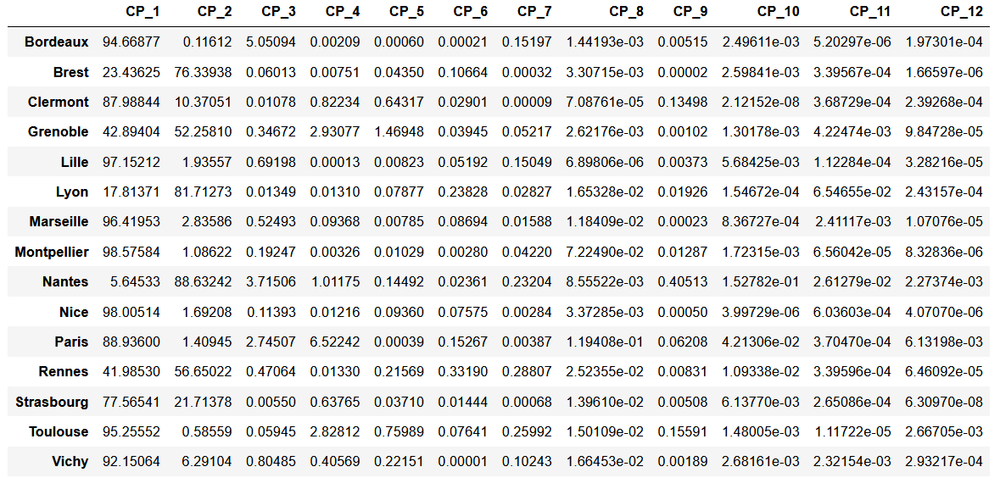 CP_1 CP_2 CP_3 CP_4 CP_5 CP_6 CP_7 CP_8 CP_9 CP_10 CP_11 CP_12
Bordeaux 94.66877 0.11612 5.05094 0.00209 0.00060 0.00021 0.15197 1.44193e-03 0.00515 2.49611e-03 5.20297e-06 1.97301e-04
Brest 23.43625 76.33938 0.06013 0.00751 0.04350 0.10664 0.00032 3.30715e-03 0.00002 2.59841e-03 3.39567e-04 1.66597e-06
Clermont 87.98844 10.37051 0.01078 0.82234 0.64317 0.02901 0.00009 7.08761e-05 0.13498 2.12152e-08 3.68729e-04 2.39268e-04
Grenoble 42.89404 52.25810 0.34672 2.93077 1.46948 0.03945 0.05217 2.62176e-03 0.00102 1.30178e-03 4.22474e-03 9.84728e-05
Lille 97.15212 1.93557 0.69198 0.00013 0.00823 0.05192 0.15049 6.89806e-06 0.00373 5.68425e-03 1.12284e-04 3.28216e-05
Lyon 17.81371 81.71273 0.01349 0.01310 0.07877 0.23828 0.02827 1.65328e-02 0.01926 1.54672e-04 6.54655e-02 2.43157e-04
Marseille 96.41953 2.83586 0.52493 0.09368 0.00785 0.08694 0.01588 1.18409e-02 0.00023 8.36727e-04 2.41117e-03 1.07076e-05
Montpellier 98.57584 1.08622 0.19247 0.00326 0.01029 0.00280 0.04220 7.22490e-02 0.01287 1.72315e-03 6.56042e-05 8.32836e-06
Nantes 5.64533 88.63242 3.71506 1.01175 0.14492 0.02361 0.23204 8.55522e-03 0.40513 1.52782e-01 2.61279e-02 2.27374e-03
Nice 98.00514 1.69208 0.11393 0.01216 0.09360 0.07575 0.00284 3.37285e-03 0.00050 3.99729e-06 6.03603e-04 4.07070e-06
Paris 88.93600 1.40945 2.74507 6.52242 0.00039 0.15267 0.00387 1.19408e-01 0.06208 4.21306e-02 3.70470e-04 6.13198e-03
Rennes 41.98530 56.65022 0.47064 0.01330 0.21569 0.33190 0.28807 2.52355e-02 0.00831 1.09338e-02 3.39596e-04 6.46092e-05
Strasbourg 77.56541 21.71378 0.00550 0.63765 0.03710 0.01444 0.00068 1.39610e-02 0.00508 6.13770e-03 2.65086e-04 6.30970e-08
Toulouse 95.25552 0.58559 0.05945 2.82812 0.75989 0.07641 0.25992 1.50109e-02 0.15591 1.48005e-03 1.11722e-05 2.66705e-03
Vichy 92.15064 6.29104 0.80485 0.40569 0.22151 0.00001 0.10243 1.66453e-02 0.00189 2.68161e-03 2.32154e-03 2.93217e-04